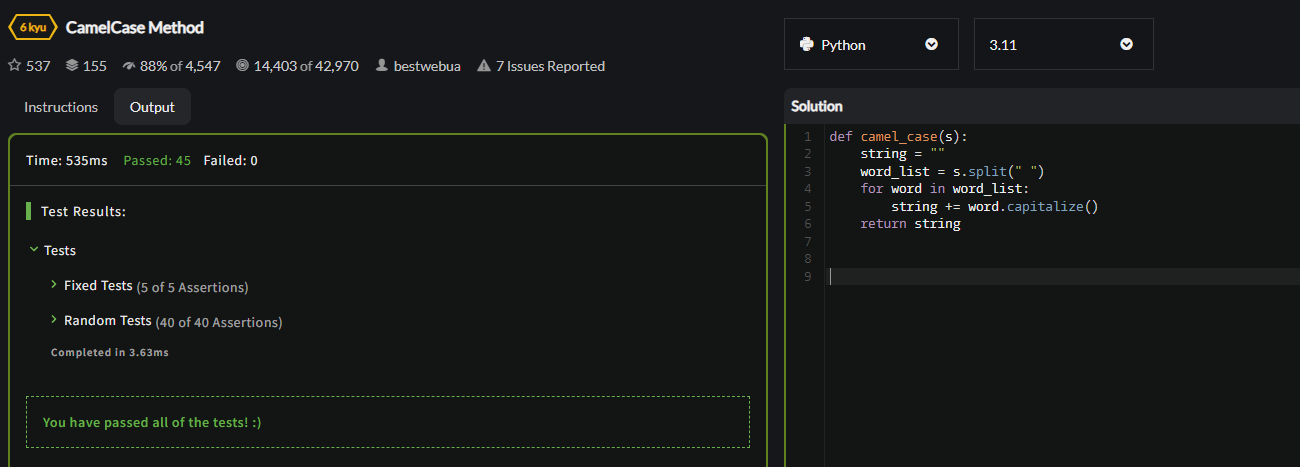 6 kyu CamelCase Method
537 155 88% of 4,547 14,403 of 42,970 bestwebua 7 Issues Reported
Instructions Output
Time: 535ms Passed: 45 Failed: 0
Test Results:
Tests
Fixed Tests (5 of 5 Assertions)
Random Tests (40 of 40 Assertions)
Completed in 3.63ms
You have passed all of the tests! :)
Python 3.11
Solution
1 def camel_case(s):
2     string = ""
3     word_list = s.split(" ")
4     for word in word_list:
5         string += word.capitalize()
6     return string
7
8
9